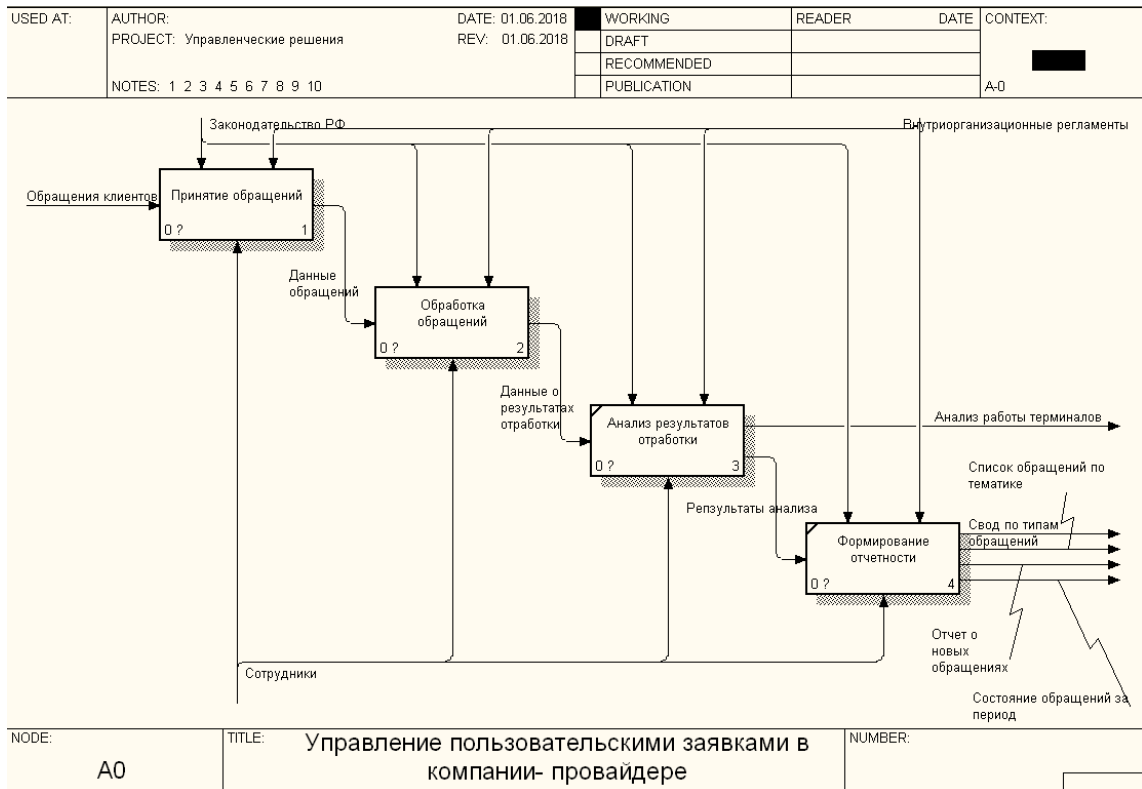 USED AT:
AUTHOR:
DATE: 01.06.2018
WORKING
READER
DATE
CONTEXT:
PROJECT: Управленческие решения
REV: 01.06.2018
DRAFT
RECOMMENDED
NOTES: 1 2 3 4 5 6 7 8 9 10
PUBLICATION
A-0
Законодательство РФ
Внутриорганизационные регламенты
Обращения клиентов
Принятие обращений
0 ?
1
Данные
обращений
Обработка
обращений
0 ?
2
Данные о
результатах
отработки
Анализ результатов
отработки
0 ?
3
Анализ работы терминалов
Список обращений по
тематике
Репзультаты анализа
Свод по типам
обращений
Формирование
отчетности
0 ?
4
Отчет о
новых
обращениях
Сотрудники
Состояние обращений за
период
NODE:
TITLE:
NUMBER:
A0
Управление пользовательскими заявками в
компании- провайдере